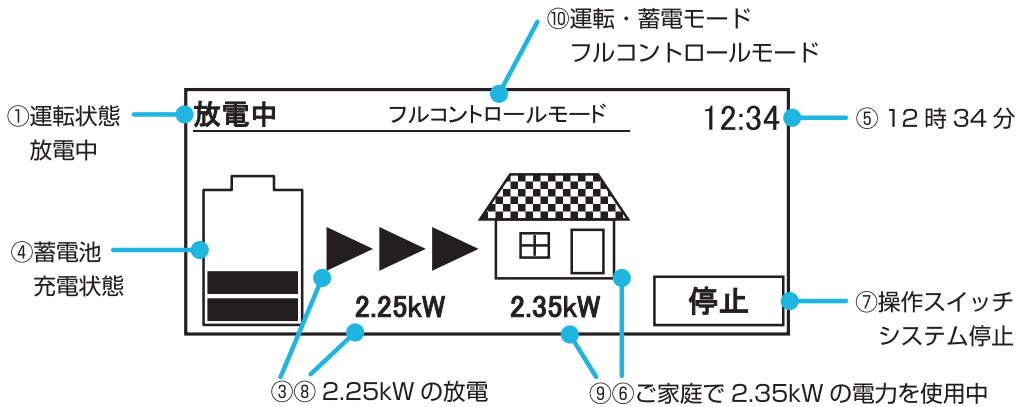 ⑩運転・蓄電モード
フルコントロールモード
①運転状態
放電中
放電中
フルコントロールモード
12:34
⑤ 12 時 34 分
④蓄電池
充電状態
2.25kW
2.35kW
停止
⑦操作スイッチ
システム停止
③⑧ 2.25kW の放電
⑨⑥ご家庭で 2.35kW の電力を使用中